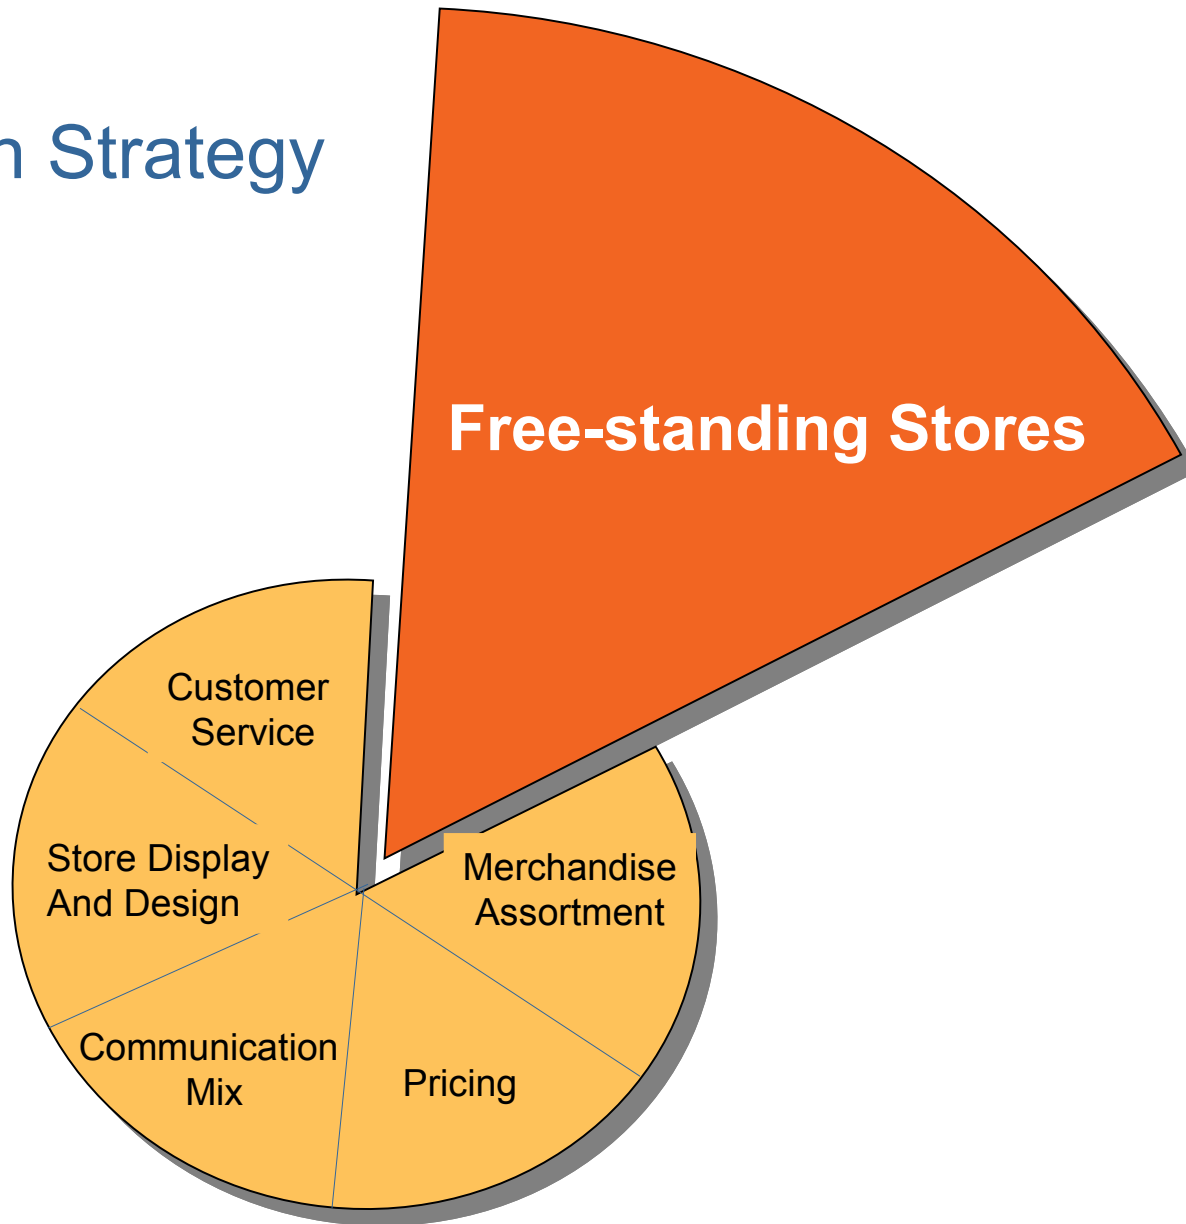 n Strategy
Free-standing Stores
Customer
Service
Store Display
And Design
Merchandise
Assortment
Communication
Mix
Pricing